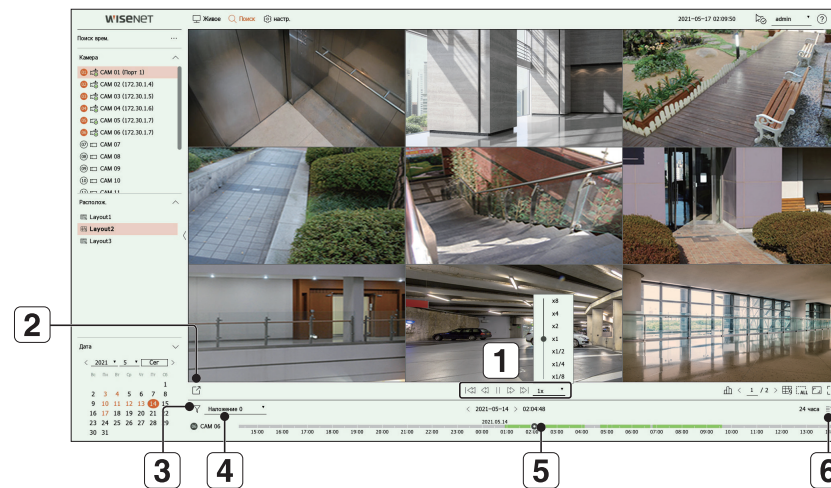 WISENET
Живое Поиск настр.
2021-05-17 02:09:50 admin ?
Поиск врем. ...
Камера
CAM 01 (Порт 1)
CAM 02 (172.30.1.4)
CAM 03 (172.30.1.5)
CAM 04 (172.30.1.6)
CAM 05 (172.30.1.7)
CAM 06 (172.30.1.7)
07 CAM 07
08 CAM 08
09 CAM 09
10 CAM 10
CAM 11
Располож.
Layout1
Layout2
Layout3
x8
x4
x2
x1
x1/2
x1/4
x1/8
1
2
Дата
< 2021 5 Сег >
1
2 3 4 5 6 7 8
9 10 11 12 13 14 15
16 17 18 19 20 21 22
23 24 25 26 27 28 29
30 31
1x
< 1 / 2 > ALL
Наложение 0
< 2021-05-14 > 02:04:48
24 часа
2021.05.14
CAM 06
15:00 16:00 17:00 18:00 19:00 20:00 21:00 22:00 23:00 00:00 01:00 02:00 03:00 04:00 05:00 06:00 07:00 08:00 09:00 10:00 11:00 12:00 13:00
3
4
5
6